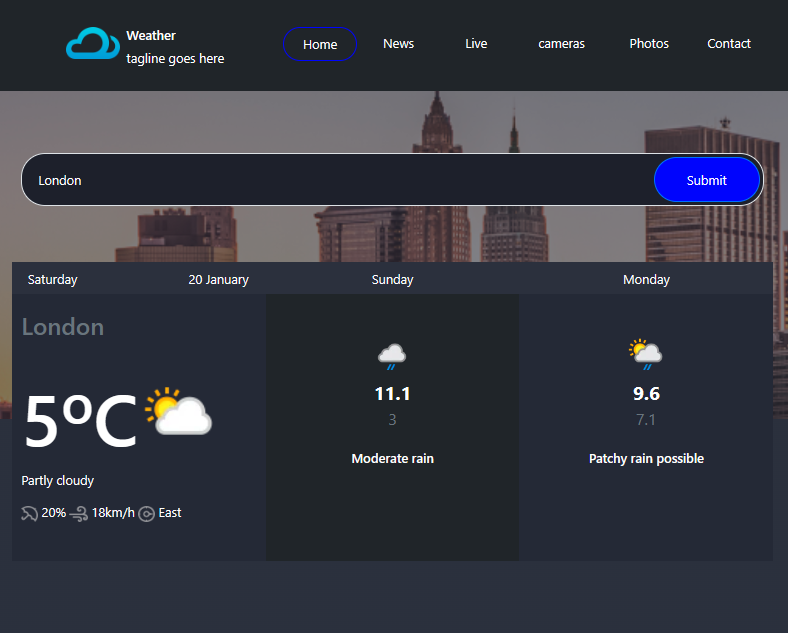 Weather
tagline goes here
Home News Live cameras Photos Contact
London
Submit
Saturday 20 January Sunday Monday
London
5°C
Partly cloudy
20% 18km/h East
11.1
3
Moderate rain
9.6
7.1
Patchy rain possible